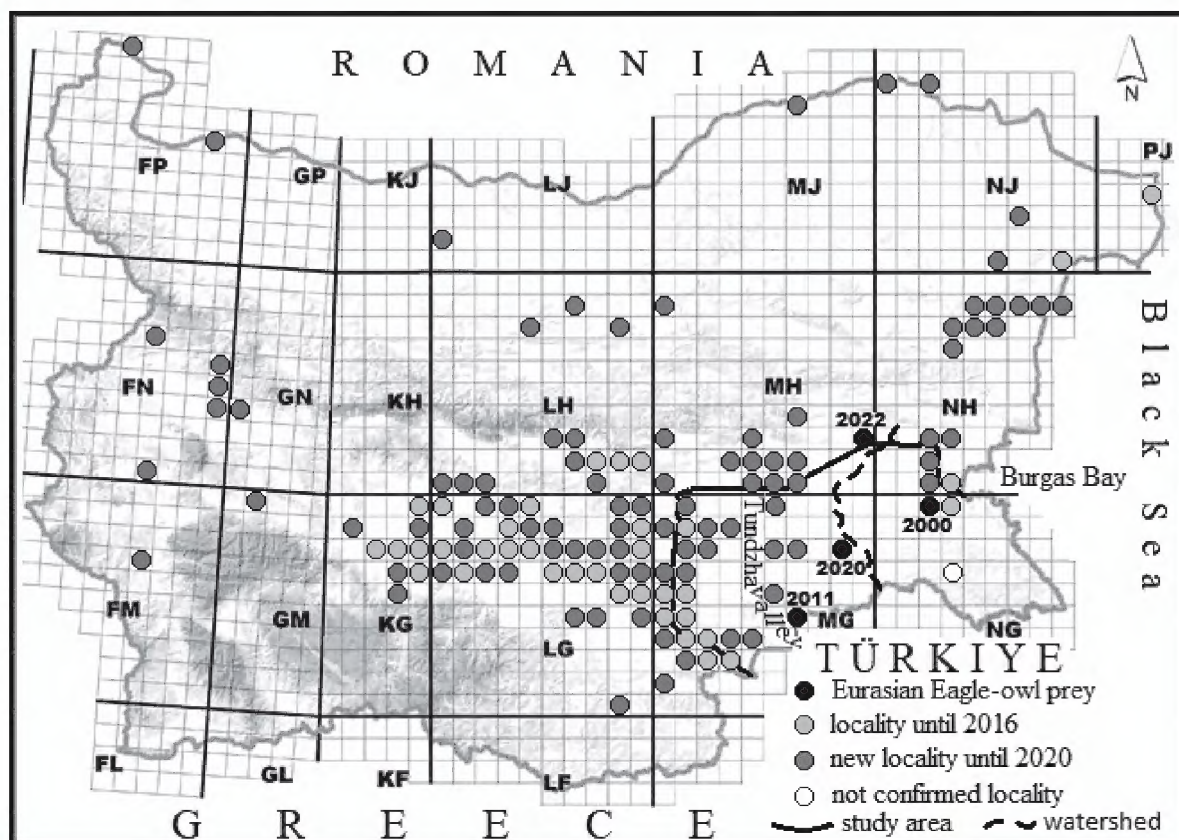 R O M A N I A
N
PJ
FP
GP
KJ
LJ
MJ
NJ
Black Sea
FN
GN
KH
LH
MH
NH
2022
Burgas Bay
Tundzha valley
2000
2020
2011
FM
GM
KG
LG
MG
NG
TÜRKIYE
Eurasian Eagle-owl prey
locality until 2016
new locality until 2020
not confirmed locality
study area
watershed
FL
GL
KF
LF
G R E E C E